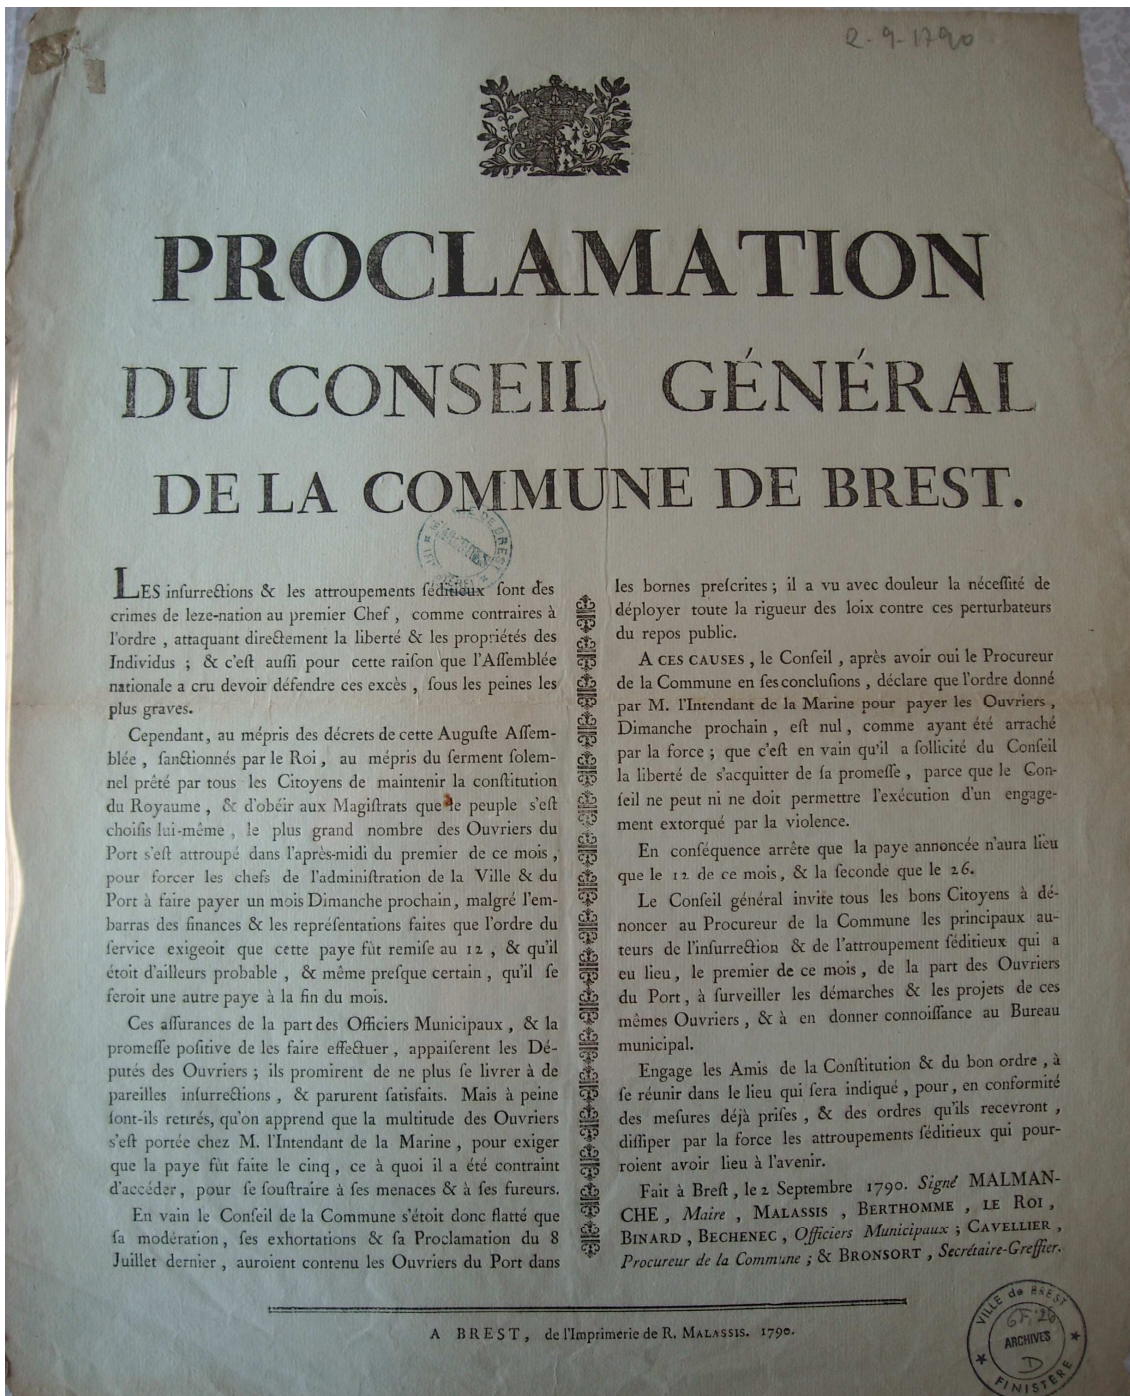 2-9-1790
PROCLAMATION
DU CONSEIL GÉNÉRAL
DE LA COMMUNE DE BREST.
LES inſurrections & les attroupements ſéditieux ſont des
crimes de leze-nation au premier Chef, comme contraires à
l'ordre, attaquant directement la liberté & les propriétés des
Individus ; & c'eſt auſſi pour cette raiſon que l'Aſſemblée
nationale a cru devoir défendre ces excès, ſous les peines les
plus graves.
Cependant, au mépris des décrets de cette Auguſte Aſſem-
blée, ſanctionnés par le Roi, au mépris du ſerment ſolem-
nel prêté par tous les Citoyens de maintenir la conſtitution
du Royaume, & d'obéir aux Magiſtrats que le peuple s'eſt
choiſis lui-même, le plus grand nombre des Ouvriers du
Port s'eſt attroupé dans l'après-midi du premier de ce mois,
pour forcer les chefs de l'adminiſtration de la Ville & du
Port à faire payer un mois Dimanche prochain, malgré l'em-
barras des finances & les repréſentations faites que l'ordre du
ſervice exigeoit que cette paye fût remiſe au 12, & qu'il
étoit d'ailleurs probable, & même preſque certain, qu'il ſe
feroit une autre paye à la fin du mois.
Ces aſſurances de la part des Officiers Municipaux, & la
promeſſe poſitive de les faire effectuer, appaiſerent les Dé-
putés des Ouvriers ; ils promirent de ne plus ſe livrer à de
pareilles inſurrections, & parurent ſatisfaits. Mais à peine
ſont-ils retirés, qu'on apprend que la multitude des Ouvriers
s'eſt portée chez M. l'Intendant de la Marine, pour exiger
que la paye fût faite le cinq, ce à quoi il a été contraint
d'accéder, pour ſe ſouſtraire à ſes menaces & à ſes fureurs.
En vain le Conſeil de la Commune s'étoit donc flatté que
ſa modération, ſes exhortations & ſa Proclamation du 8
Juillet dernier, auroient contenu les Ouvriers du Port dans
les bornes preſcrites ; il a vu avec douleur la néceſſité de
déployer toute la rigueur des loix contre ces perturbateurs
du repos public.
A CES CAUSES, le Conſeil, après avoir oui le Procureur
de la Commune en ſes concluſions, déclare que l'ordre donné
par M. l'Intendant de la Marine pour payer les Ouvriers,
Dimanche prochain, eſt nul, comme ayant été arraché
par la force ; que c'eſt en vain qu'il a ſollicité du Conſeil
la liberté de s'acquitter de ſa promeſſe, parce que le Con-
ſeil ne peut ni ne doit permettre l'exécution d'un engage-
ment extorqué par la violence.
En conſéquence arrête que la paye annoncée n'aura lieu
que le 12 de ce mois, & la ſeconde que le 26.
Le Conſeil général invite tous les bons Citoyens à dé-
noncer au Procureur de la Commune les principaux au-
teurs de l'inſurrection & de l'attroupement ſéditieux qui a
eu lieu, le premier de ce mois, de la part des Ouvriers
du Port, à ſurveiller les démarches & les projets de ces
mêmes Ouvriers, & à en donner connoiſſance au Bureau
municipal.
Engage les Amis de la Conſtitution & du bon ordre, à
ſe réunir dans le lieu qui ſera indiqué, pour, en conformité
des meſures déjà priſes, & des ordres qu'ils recevront,
diſſiper par la force les attroupements ſéditieux qui pour-
roient avoir lieu à l'avenir.
Fait à Breſt, le 2 Septembre 1790. Signé MALMAN-
CHE, Maire, MALASSIS, BERTHOMME, LE ROI,
BINARD, BECHENEC, Officiers Municipaux ; CAVELLIER,
Procureur de la Commune ; & BRONSORT, Secrétaire-Greffier.
A BREST, de l'Imprimerie de R. MALASSIS. 1790.
VILLE de BREST
ARCHIVES
D
FINISTÈRE